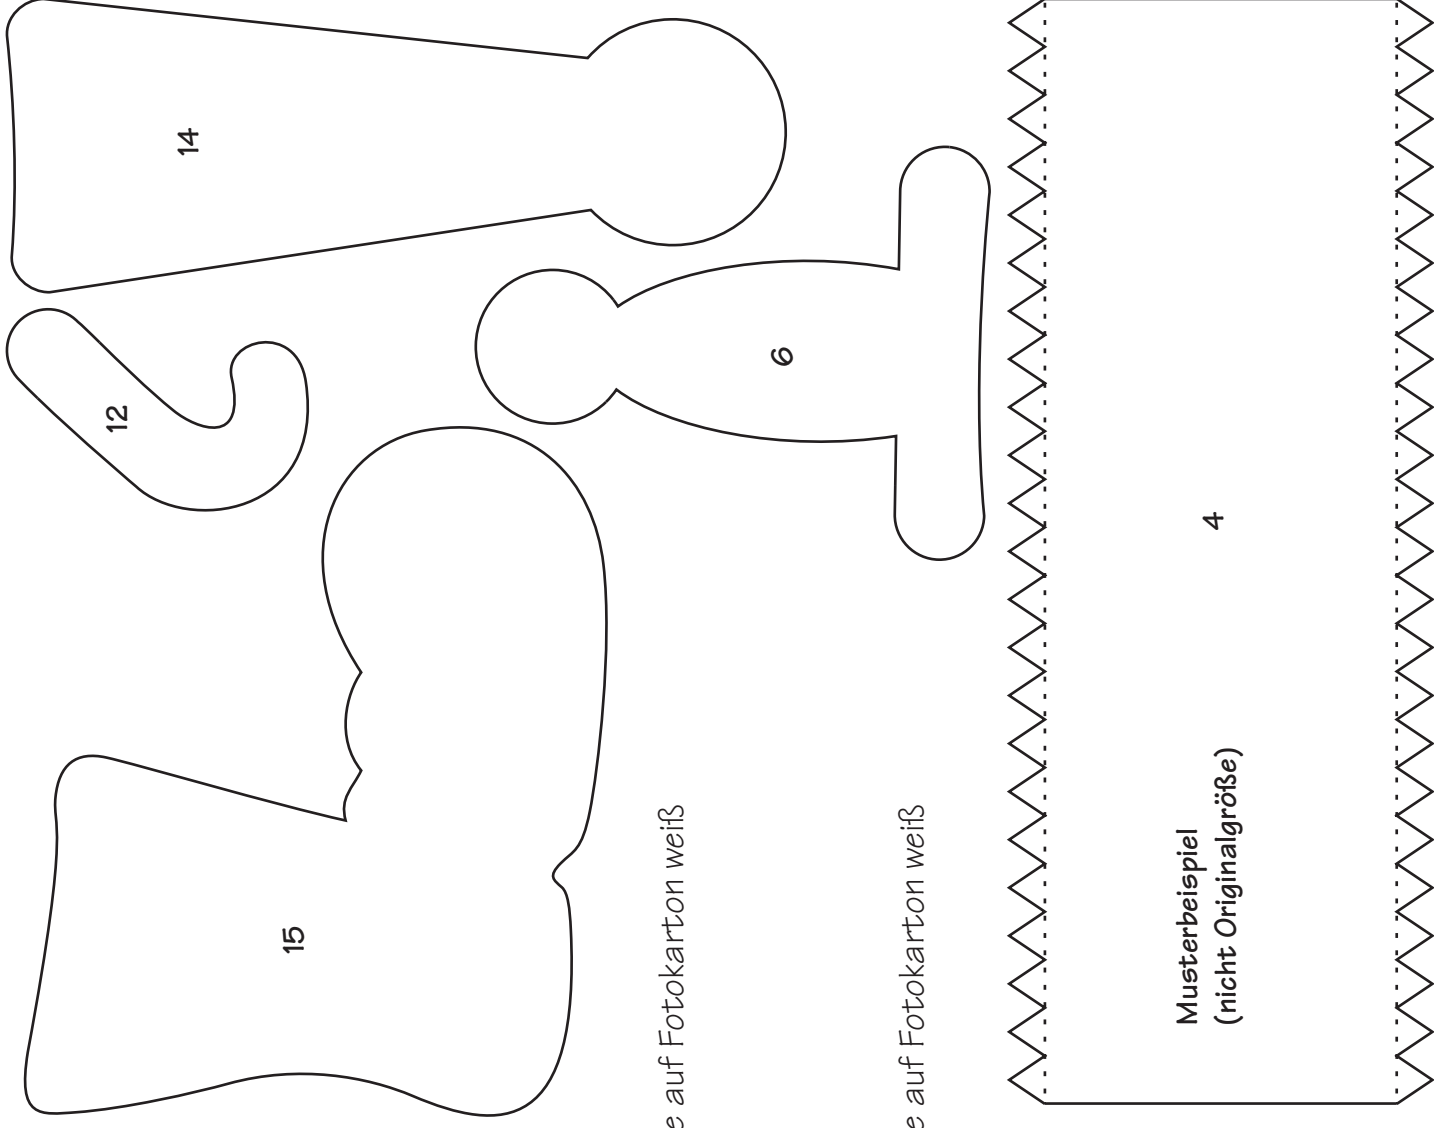 14
12
6
15
e auf Fotokarton weiß
e auf Fotokarton weiß
4
Musterbeispiel
(nicht Originalgröße)